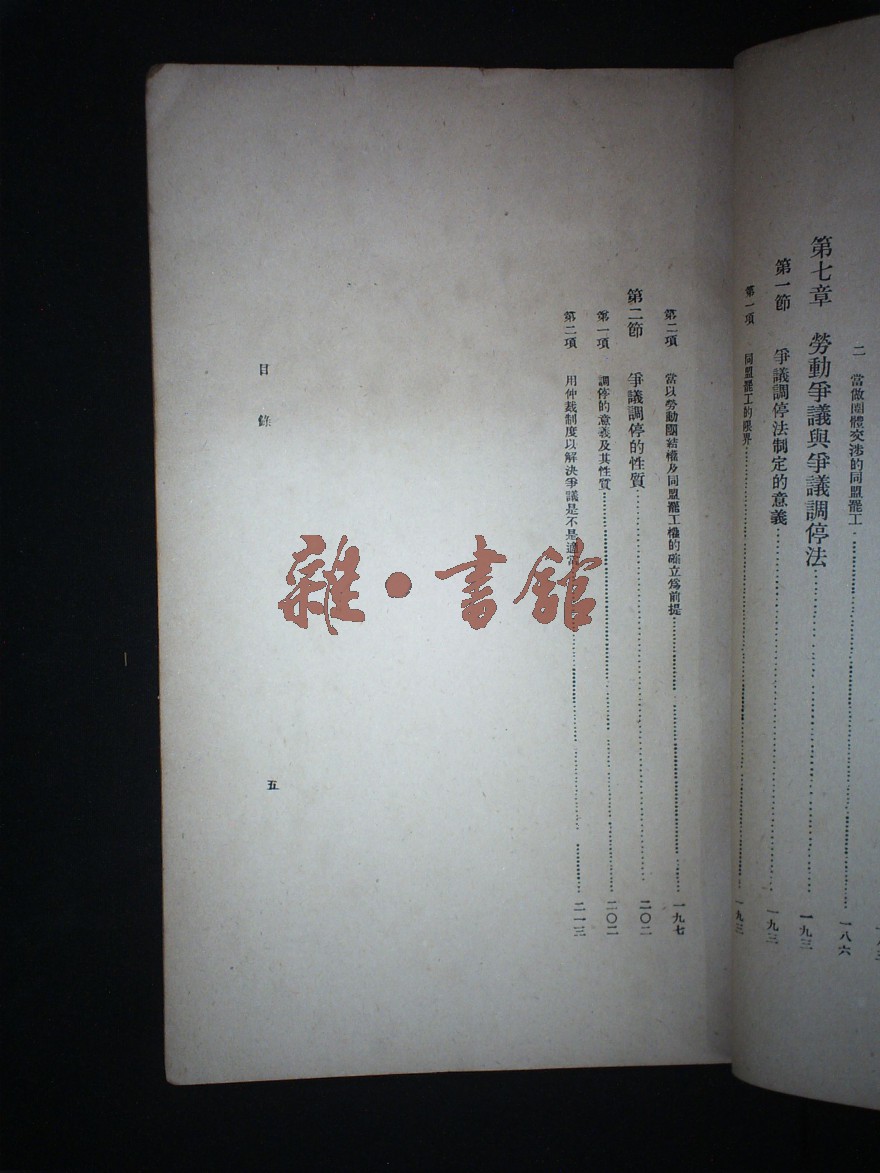 二 當做團體交涉的同盟罷工 一八六
第七章 勞動爭議與爭議調停法 一九三
第一節 爭議調停法制定的意義 一九三
第一項 同盟罷工的限界 一九三
第二項 當以勞動團結權及同盟罷工權的確立爲前提 一九七
第二節 爭議調停的性質 二〇二
第一項 調停的意義及其性質 二〇二
第二項 用仲裁制度以解決爭議是不是適當 二一三
目錄
五
雜·書館